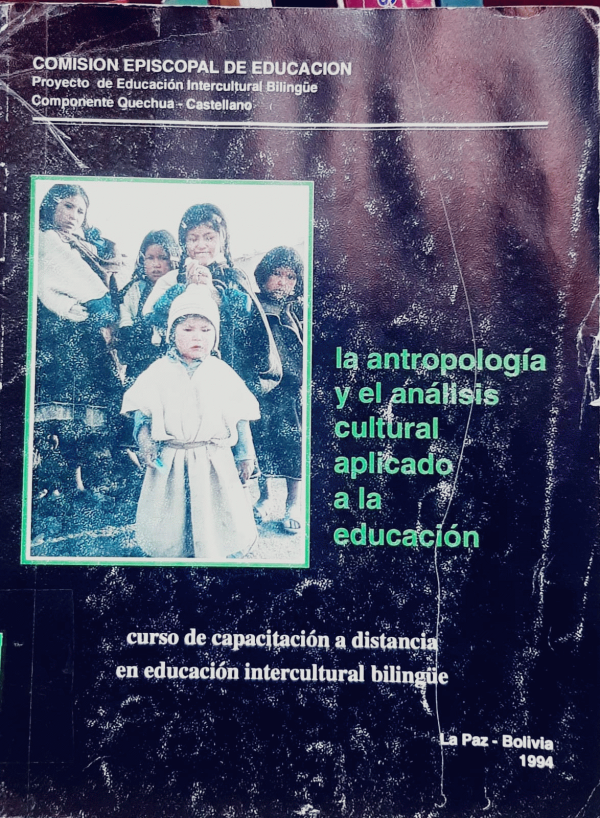 COMISION EPISCOPAL DE EDUCACION
Proyecto de Educación Intercultural Bilingüe
Componente Quechua - Castellano
la antropología
y el análisis
cultural
aplicado
a la
educación
curso de capacitación a distancia
en educación intercultural bilingüe
La Paz - Bolivia
1994